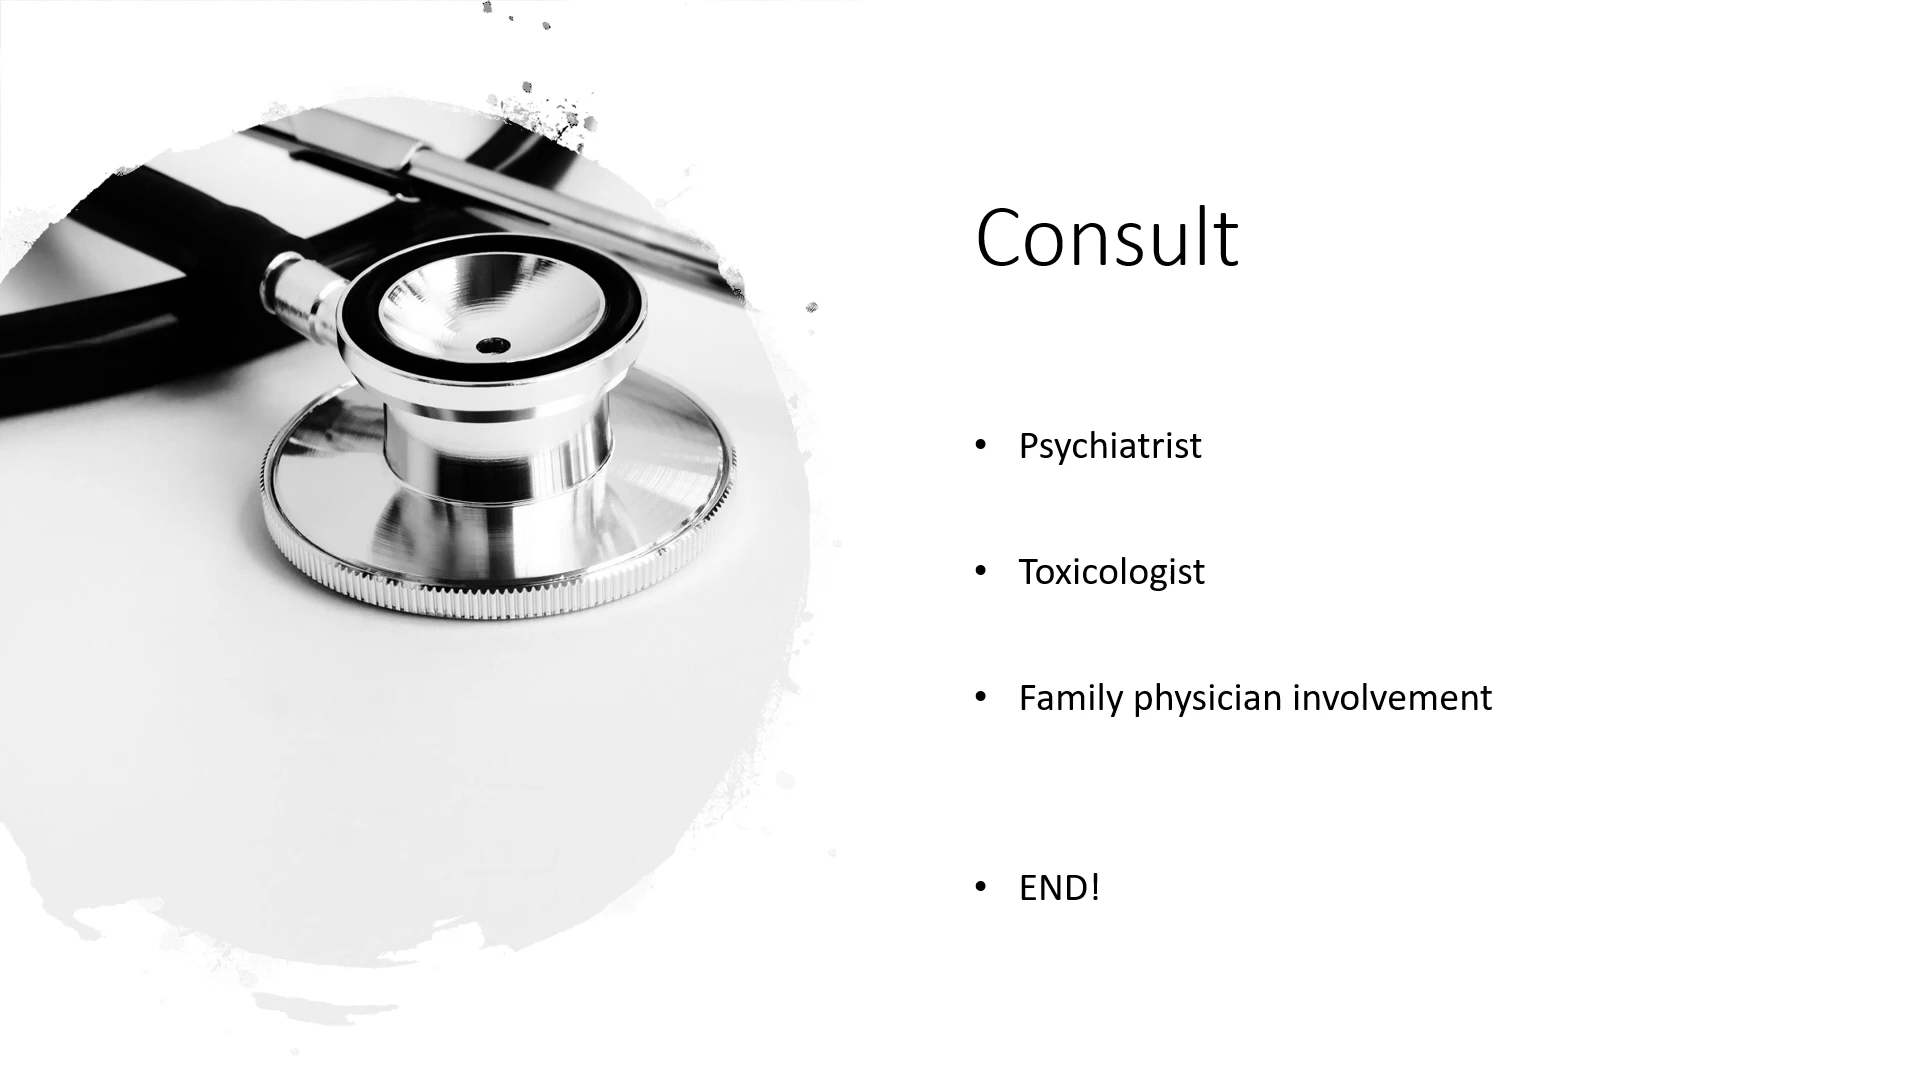 Consult
• Psychiatrist
• Toxicologist
• Family physician involvement
• END!